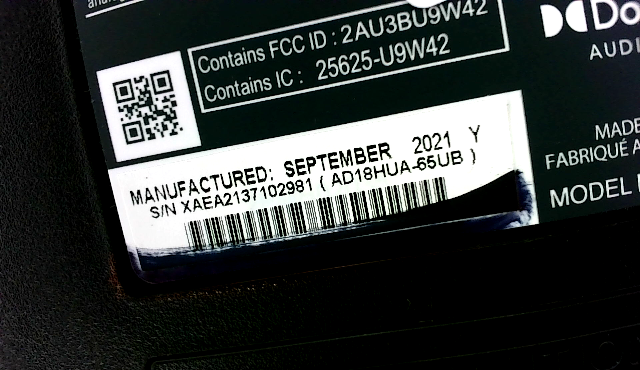 Contains FCC ID : 2AU3BU9W42
Contains IC : 25625-U9W42
AUDI
MADE
FABRIQUÉ A
MODEL
MANUFACTURED: SEPTEMBER 2021 Y
S/N XAEA2137102981 ( AD18HUA-65UB )